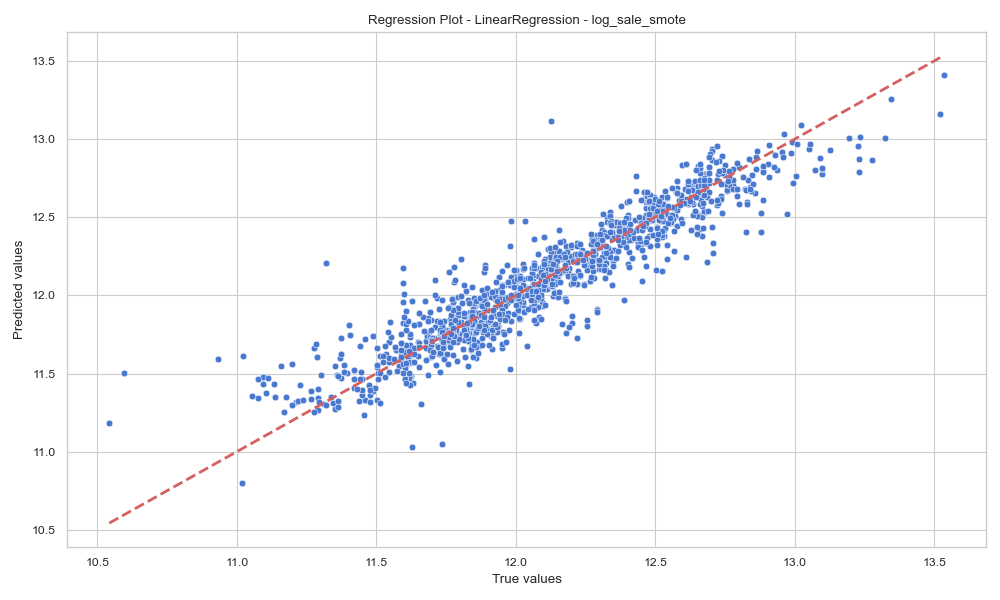 Regression Plot - LinearRegression - log_sale_smote
Predicted values
13.5
13.0
12.5
12.0
11.5
11.0
10.5
10.5 11.0 11.5 12.0 12.5 13.0 13.5
True values